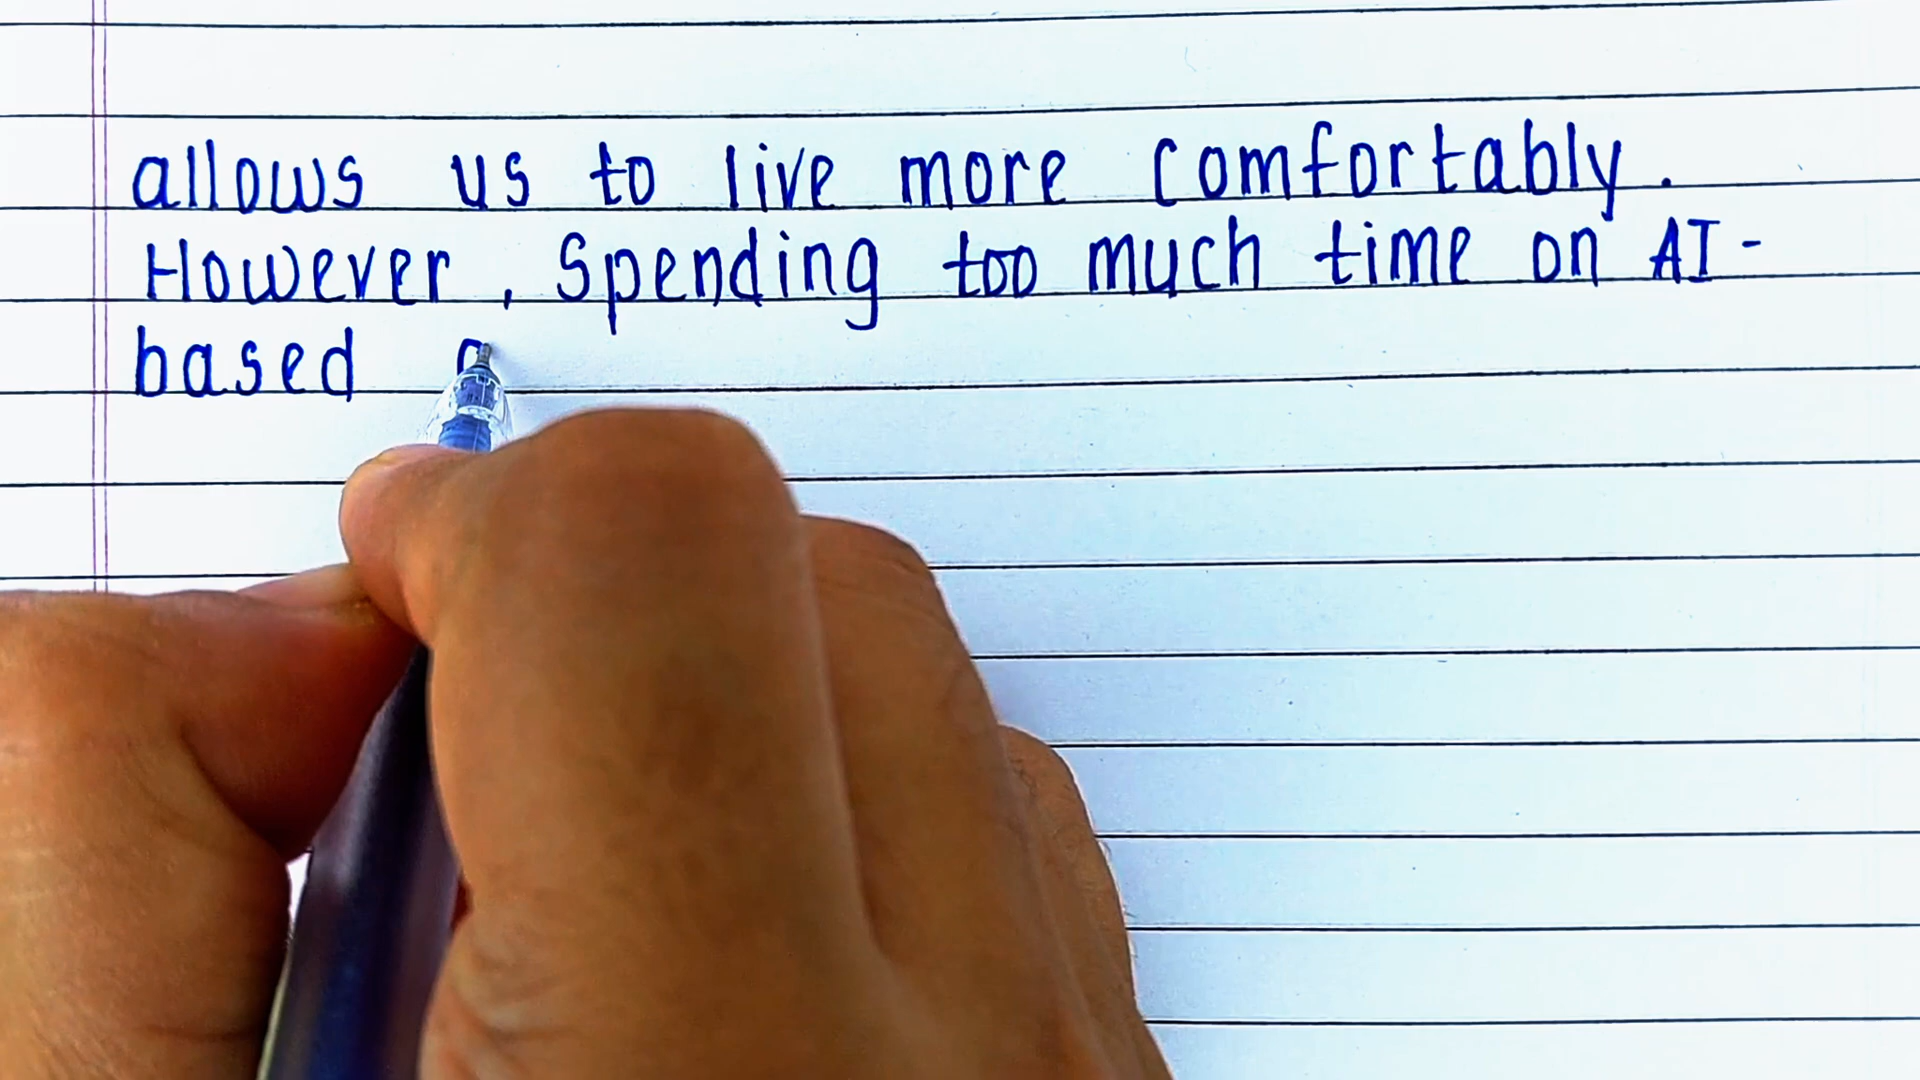 allows us to live more comfortably.
However, spending too much time on AI-
based